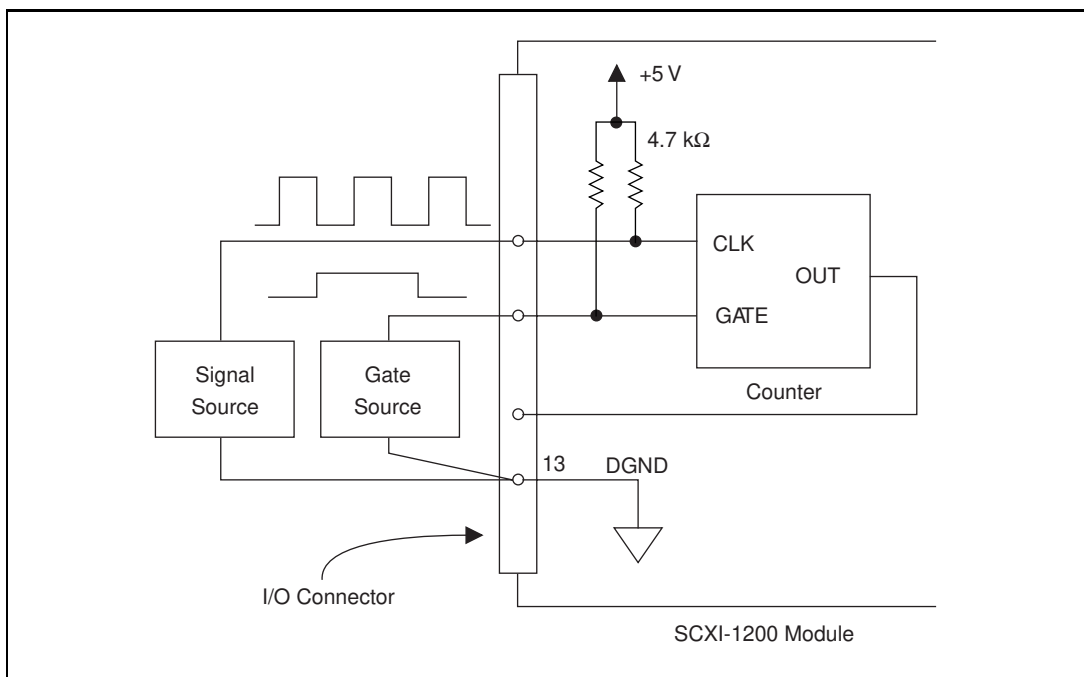 +5 V
4.7 kΩ
CLK
OUT
GATE
Signal
Source
Gate
Source
Counter
13
DGND
I/O Connector
SCXI-1200 Module